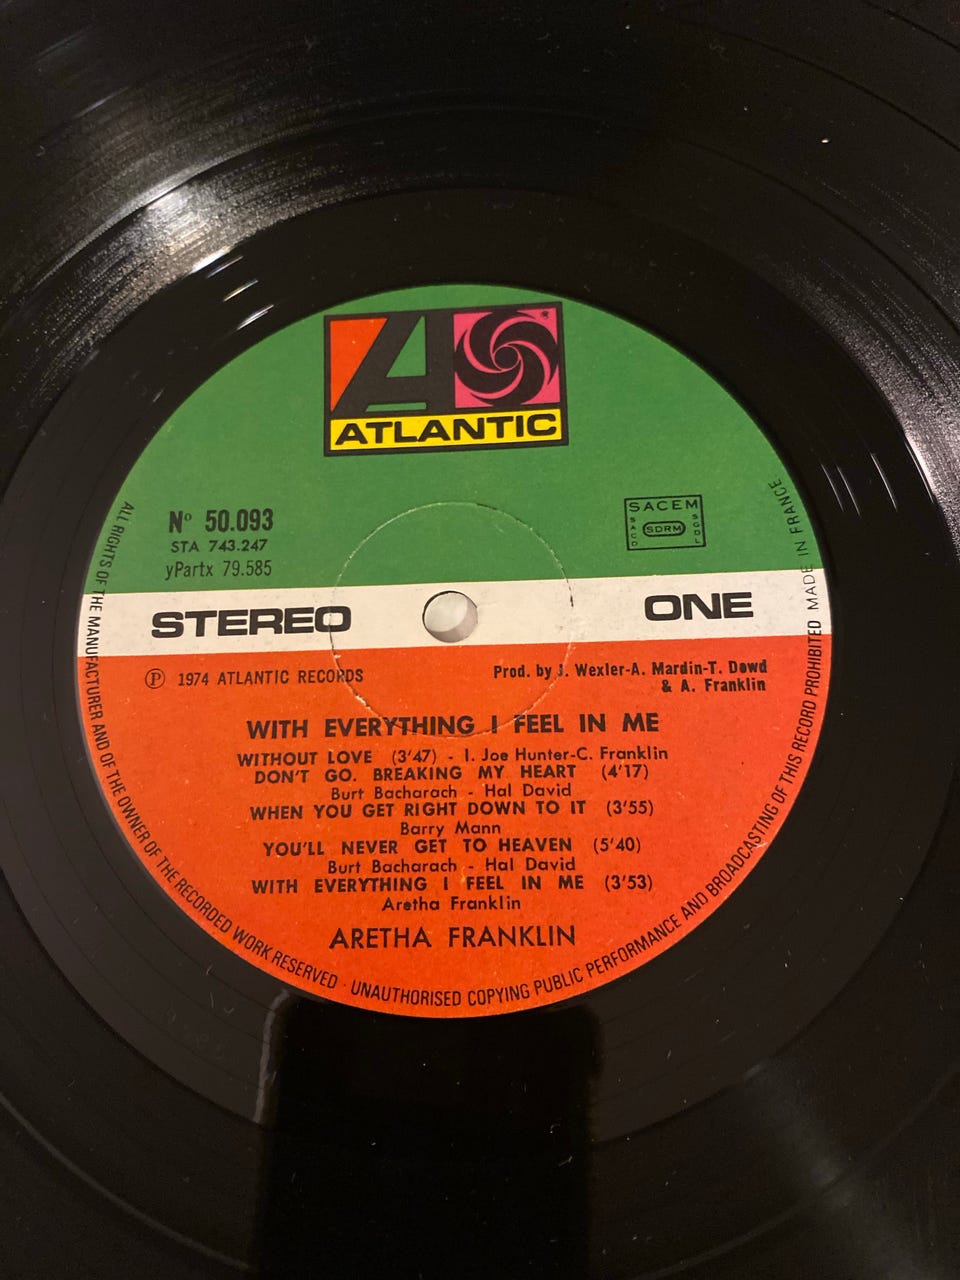 ATLANTIC
Nº 50.093
STA 743.247
yPartx 79.585
SACEM
SACD
SDRM
SGDL
STEREO
ONE
℗ 1974 ATLANTIC RECORDS
Prod. by J. Wexler-A. Mardin-T. Dowd
& A. Franklin
WITH EVERYTHING I FEEL IN ME
WITHOUT LOVE (3'47) - I. Joe Hunter-C. Franklin
DON'T GO. BREAKING MY HEART (4'17)
Burt Bacharach - Hal David
WHEN YOU GET RIGHT DOWN TO IT (3'55)
Barry Mann
YOU'LL NEVER GET TO HEAVEN (5'40)
Burt Bacharach - Hal David
WITH EVERYTHING I FEEL IN ME (3'53)
Aretha Franklin
ARETHA FRANKLIN
ALL RIGHTS OF THE MANUFACTURER AND OF THE OWNER OF THE RECORDED WORK RESERVED · UNAUTHORISED COPYING PUBLIC PERFORMANCE AND BROADCASTING OF THIS RECORD PROHIBITED MADE IN FRANCE